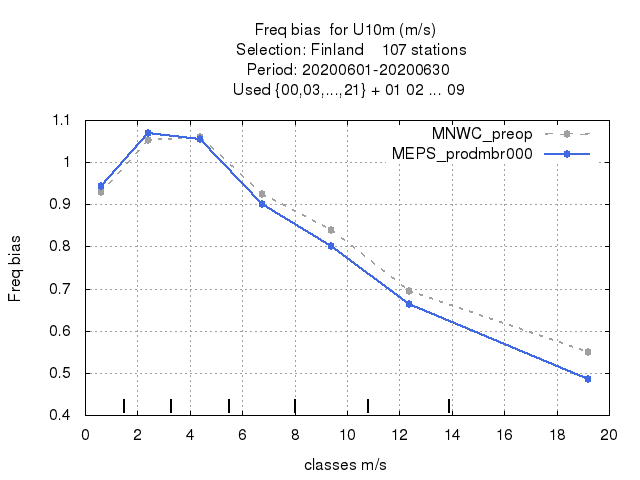 Freq bias  for U10m (m/s)
Selection: Finland    107 stations
Period: 20200601-20200630
Used {00,03,...,21} + 01 02 ... 09
MNWC_preop
MEPS_prodmbr000
Freq bias
1.1
1
0.9
0.8
0.7
0.6
0.5
0.4
0 2 4 6 8 10 12 14 16 18 20
classes m/s